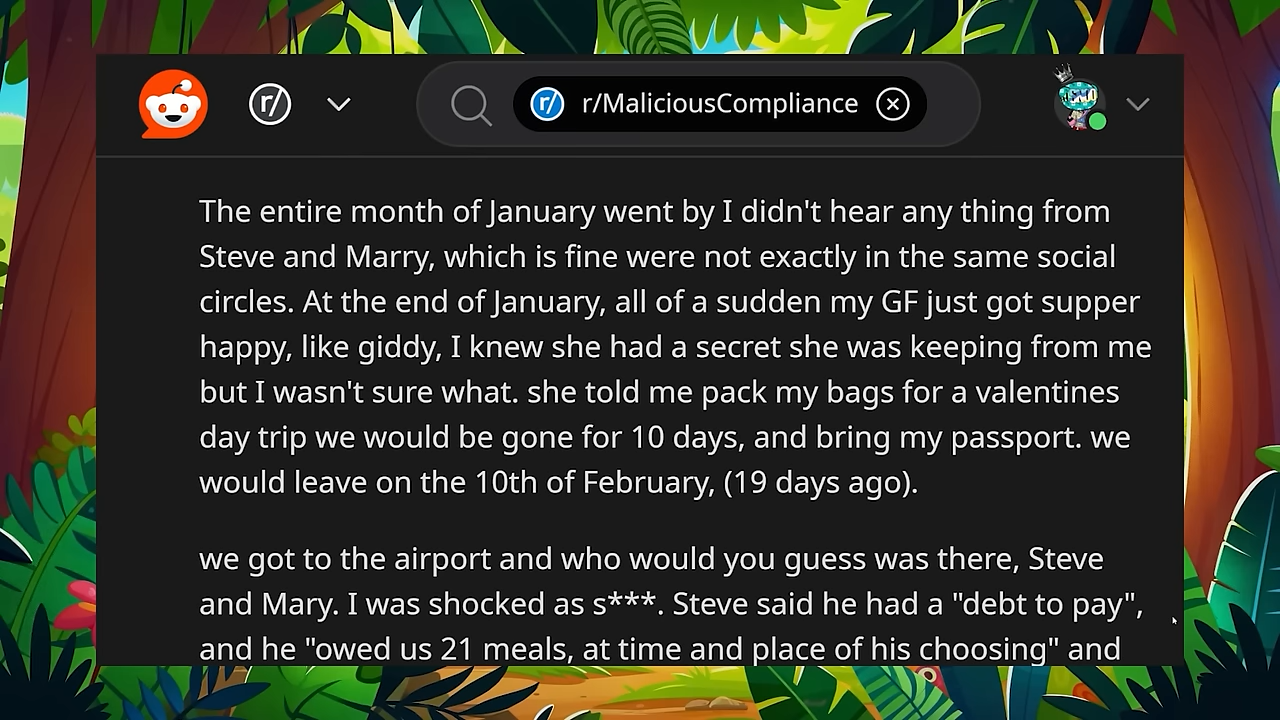 r/MaliciousCompliance
The entire month of January went by I didn't hear any thing from
Steve and Marry, which is fine were not exactly in the same social
circles. At the end of January, all of a sudden my GF just got supper
happy, like giddy, I knew she had a secret she was keeping from me
but I wasn't sure what. she told me pack my bags for a valentines
day trip we would be gone for 10 days, and bring my passport. we
would leave on the 10th of February, (19 days ago).
we got to the airport and who would you guess was there, Steve
and Mary. I was shocked as s***. Steve said he had a "debt to pay",
and he "owed us 21 meals, at time and place of his choosing" and